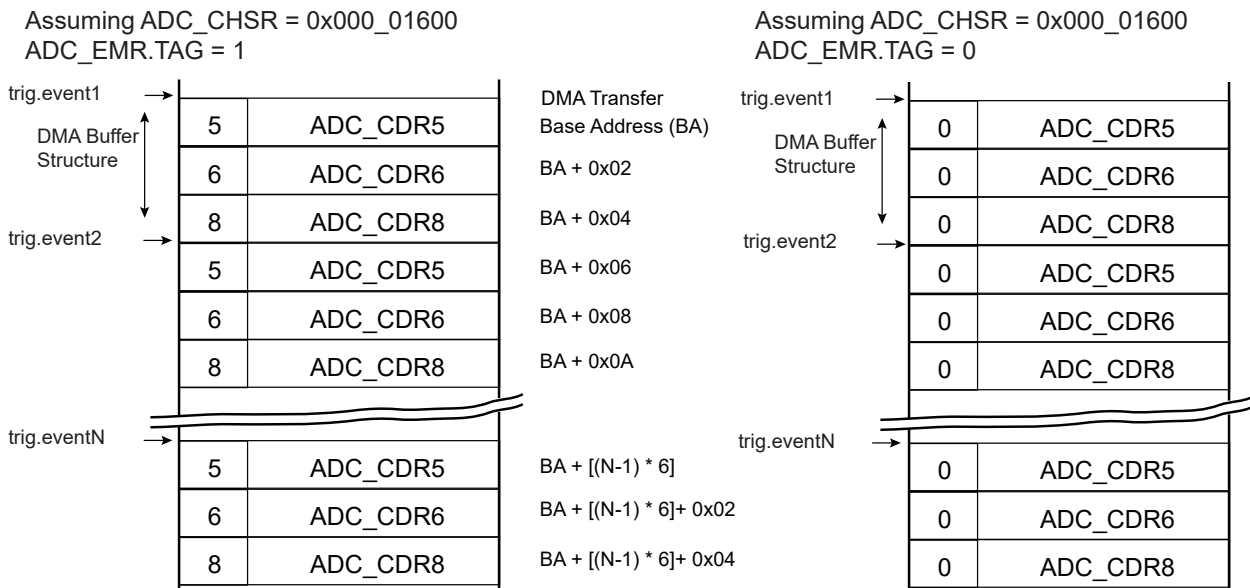 Assuming ADC_CHSR = 0x000_01600
ADC_EMR.TAG = 1
trig.event1
DMA Buffer
Structure
5 ADC_CDR5
6 ADC_CDR6
8 ADC_CDR8
trig.event2
5 ADC_CDR5
6 ADC_CDR6
8 ADC_CDR8
trig.eventN
5 ADC_CDR5
6 ADC_CDR6
8 ADC_CDR8
DMA Transfer
Base Address (BA)
BA + 0x02
BA + 0x04
BA + 0x06
BA + 0x08
BA + 0x0A
BA + [(N-1) * 6]
BA + [(N-1) * 6]+ 0x02
BA + [(N-1) * 6]+ 0x04
Assuming ADC_CHSR = 0x000_01600
ADC_EMR.TAG = 0
trig.event1
DMA Buffer
Structure
0 ADC_CDR5
0 ADC_CDR6
0 ADC_CDR8
trig.event2
0 ADC_CDR5
0 ADC_CDR6
0 ADC_CDR8
trig.eventN
0 ADC_CDR5
0 ADC_CDR6
0 ADC_CDR8